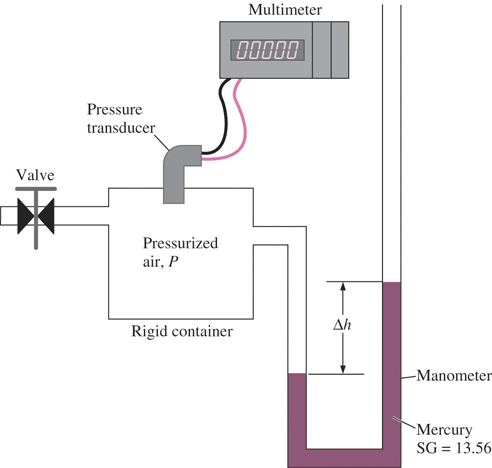 Multimeter
00000
Pressure
transducer
Valve
Pressurized
air, P
Δh
Rigid container
Manometer
Mercury
SG = 13.56